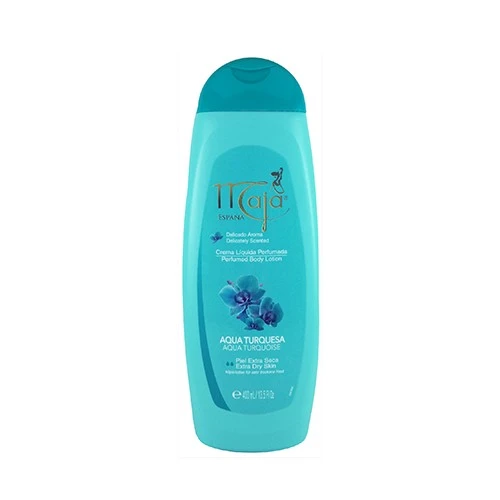 Maja®
ESPAÑA
Delicado Aroma
Delicately Scented
Crema Líquida Perfumada
Perfumed Body Lotion
AQUA TURQUESA
AQUA TURQUOISE
Piel Extra Seca
Extra Dry Skin
e 400 mL /